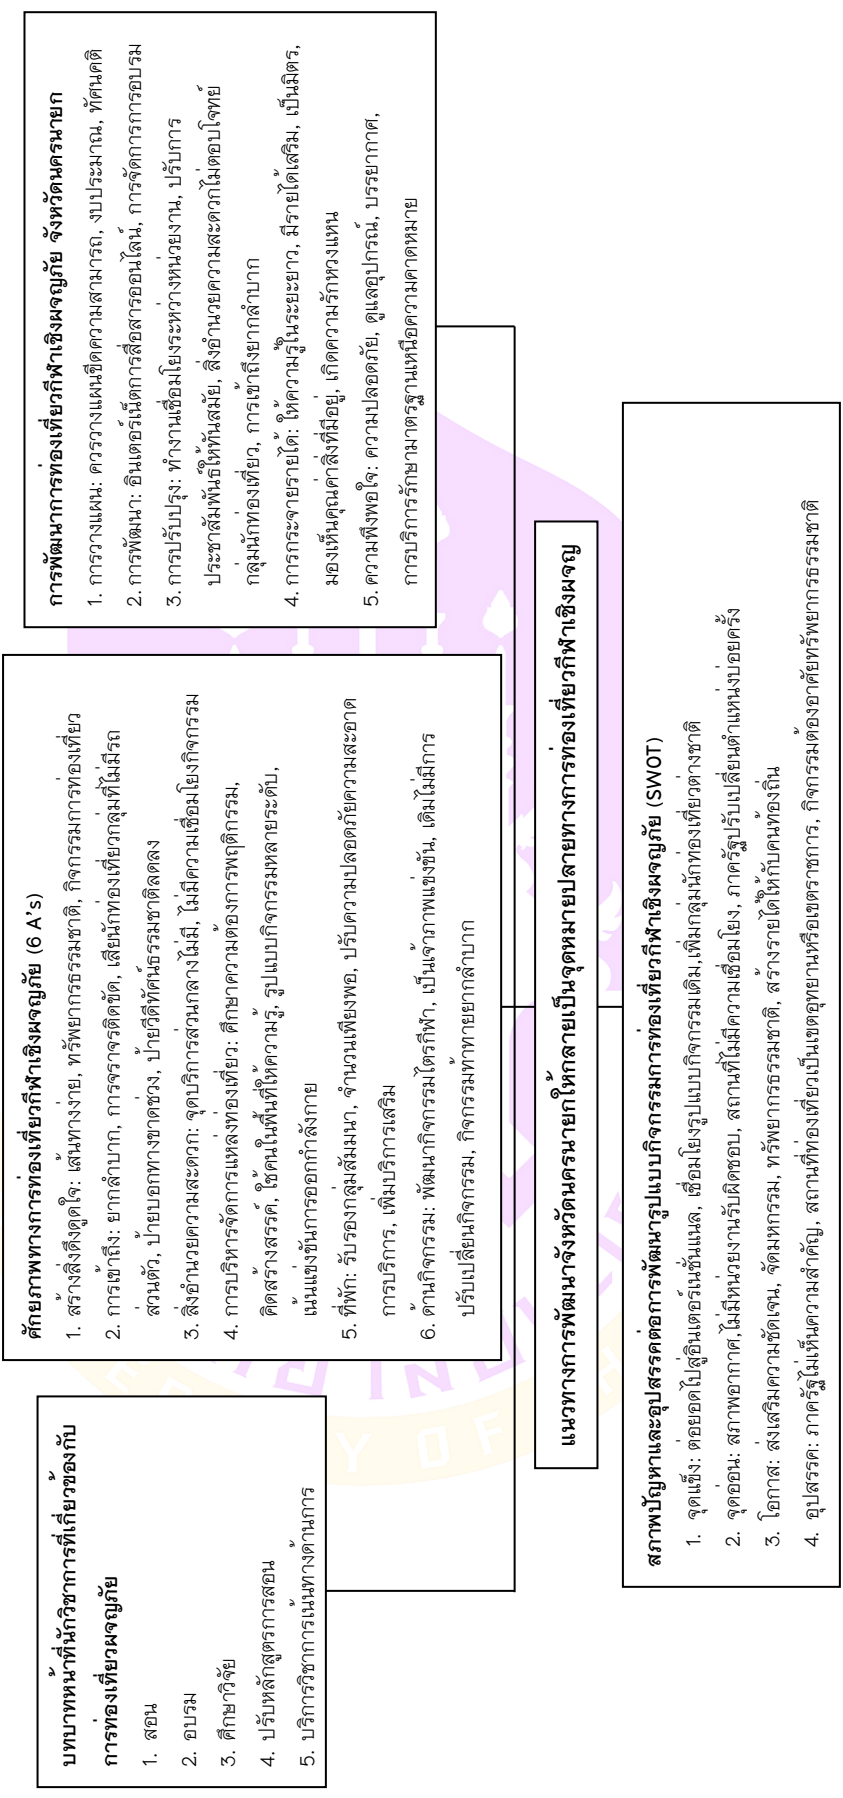 บทบาทหน้าที่นักวิชาการที่เกี่ยวข้องกับ
การท่องเที่ยวผจญภัย
1. สอน
2. อบรม
3. ศึกษาวิจัย
4. ปรับหลักสูตรการสอน
5. บริการวิชาการเน้นทางด้านการ
ศักยภาพทางการท่องเที่ยวกีฬาเชิงผจญภัย (6 A's)
1. สร้างสิ่งดึงดูดใจ: เส้นทางง่าย, ทรัพยากรธรรมชาติ, กิจกรรมการท่องเที่ยว
2. การเข้าถึง: ยากลำบาก, การจราจรติดขัด, เสียนักท่องเที่ยวกลุ่มที่ไม่มีรถ
ส่วนตัว, ป้ายบอกทางขาดช่วง, ป้ายวีดีทัศน์ธรรมชาติลดลง
3. สิ่งอำนวยความสะดวก: จุดบริการส่วนกลางไม่มี, ไม่มีความเชื่อมโยงกิจกรรม
4. การบริหารจัดการแหล่งท่องเที่ยว: ศึกษาความต้องการพฤติกรรม,
คิดสร้างสรรค์, ใช้คนในพื้นที่ให้ความรู้, รูปแบบกิจกรรมหลายระดับ,
เน้นแข่งขันการออกกำลังกาย
5. ที่พัก: รับรองกลุ่มสัมมนา, จำนวนเพียงพอ, ปรับความปลอดภัยความสะอาด
การบริการ, เพิ่มบริการเสริม
6. ด้านกิจกรรม: พัฒนากิจกรรมไตรกีฬา, เป็นเจ้าภาพแข่งขัน, เดิมไม่มีการ
ปรับเปลี่ยนกิจกรรม, กิจกรรมท้าทายยากลำบาก
การพัฒนาการท่องเที่ยวกีฬาเชิงผจญภัย จังหวัดนครนายก
1. การวางแผน: ควรวางแผนขีดความสามารถ, งบประมาณ, ทัศนคติ
2. การพัฒนา: อินเตอร์เน็ตการสื่อสารออนไลน์, การจัดการการอบรม
3. การปรับปรุง: ทำงานเชื่อมโยงระหว่างหน่วยงาน, ปรับการ
ประชาสัมพันธ์ให้ทันสมัย, สิ่งอำนวยความสะดวกไม่ตอบโจทย์
กลุ่มนักท่องเที่ยว, การเข้าถึงยากลำบาก
4. การกระจายรายได้: ให้ความรู้ในระยะยาว, มีรายได้เสริม, เป็นมิตร,
มองเห็นคุณค่าสิ่งที่มีอยู่, เกิดความรักหวงแหน
5. ความพึงพอใจ: ความปลอดภัย, ดูแลอุปกรณ์, บรรยากาศ,
การบริการรักษามาตรฐานเหนือความคาดหมาย
แนวทางการพัฒนาจังหวัดนครนายกให้กลายเป็นจุดหมายปลายทางการท่องเที่ยวกีฬาเชิงผจญ
สภาพปัญหาและอุปสรรคต่อการพัฒนารูปแบบกิจกรรมการท่องเที่ยวกีฬาเชิงผจญภัย (SWOT)
1. จุดแข็ง: ต่อยอดไปสู่อินเตอร์เนชั่นแนล, เชื่อมโยงรูปแบบกิจกรรมเดิม,เพิ่มกลุ่มนักท่องเที่ยวต่างชาติ
2. จุดอ่อน: สภาพอากาศ,ไม่มีหน่วยงานรับผิดชอบ, สถานที่ไม่มีความเชื่อมโยง, ภาครัฐปรับเปลี่ยนตำแหน่งบ่อยครั้ง
3. โอกาส: ส่งเสริมความชัดเจน, จัดมหกรรม, ทรัพยากรธรรมชาติ, สร้างรายได้ให้กับคนท้องถิ่น
4. อุปสรรค: ภาครัฐไม่เห็นความสำคัญ, สถานที่ท่องเที่ยวเป็นเขตอุทยานหรือเขตราชการ, กิจกรรมต้องอาศัยทรัพยากรธรรมชาติ